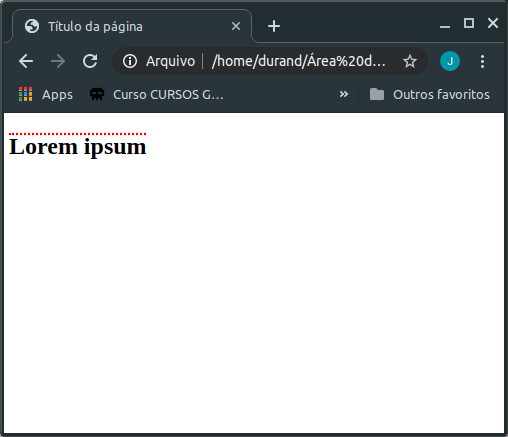 Título da página
Arquivo | /home/durand/Área%20d...
J
Apps Curso CURSOS G... » Outros favoritos
Lorem ipsum